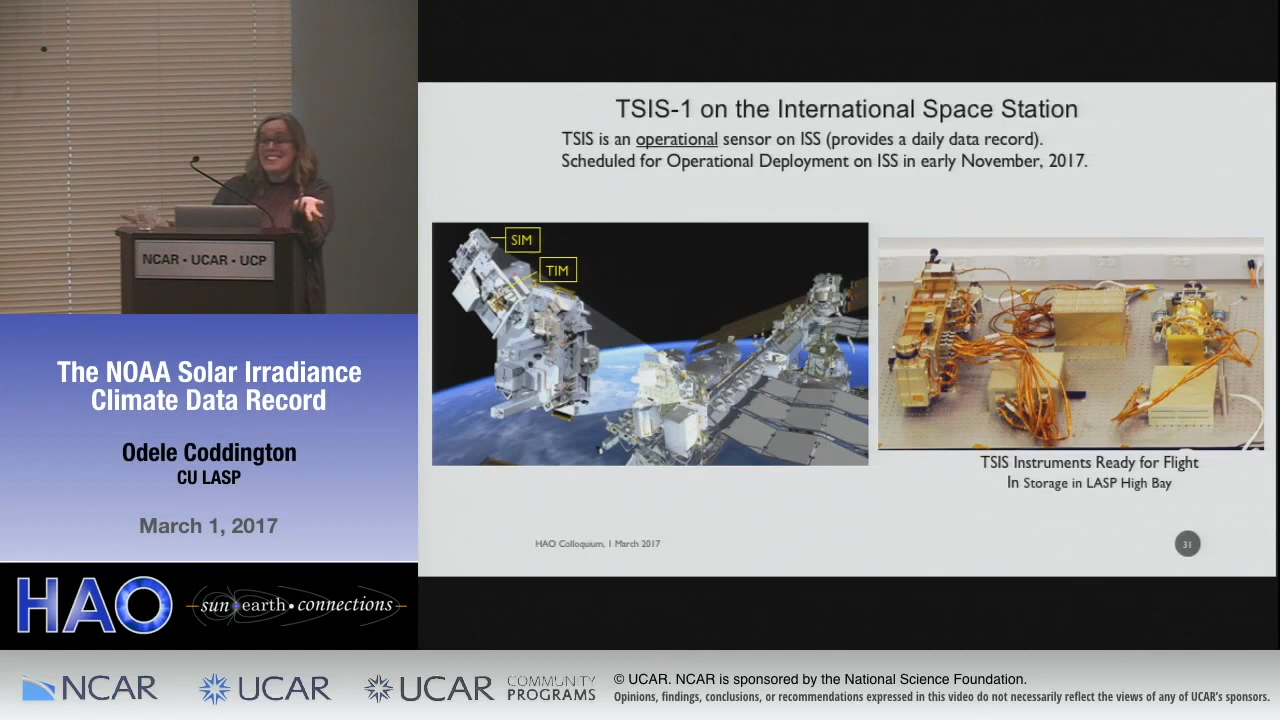 TSIS-1 on the International Space Station
TSIS is an operational sensor on ISS (provides a daily data record).
Scheduled for Operational Deployment on ISS in early November, 2017.
SIM
TIM
TSIS Instruments Ready for Flight
In Storage in LASP High Bay
HAO Colloquium, 1 March 2017
31
NCAR • UCAR • UCP
The NOAA Solar Irradiance
Climate Data Record
Odele Coddington
CU LASP
March 1, 2017
HAO
sun•earth•connections
NCAR
UCAR
UCAR
COMMUNITY
PROGRAMS
© UCAR. NCAR is sponsored by the National Science Foundation.
Opinions, findings, conclusions, or recommendations expressed in this video do not necessarily reflect the views of any of UCAR's sponsors.